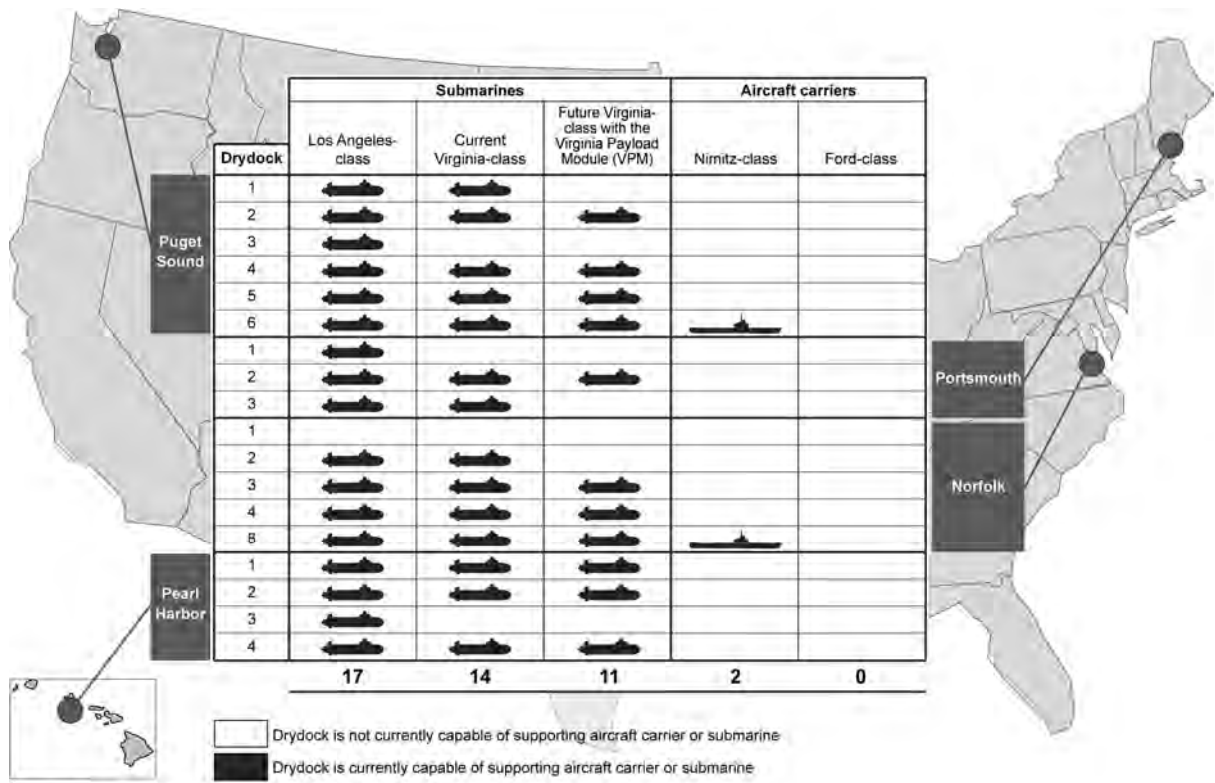 Submarines
Aircraft carriers
Drydock
Los Angeles-
class
Current
Virginia-class
Future Virginia-
class with the
Virginia Payload
Module (VPM)
Nimitz-class
Ford-class
Puget
Sound
1
2
3
4
5
6
Portsmouth
1
2
3
Norfolk
1
2
3
4
8
Pearl
Harbor
1
2
3
4
17 14 11 2 0
Drydock is not currently capable of supporting aircraft carrier or submarine
Drydock is currently capable of supporting aircraft carrier or submarine